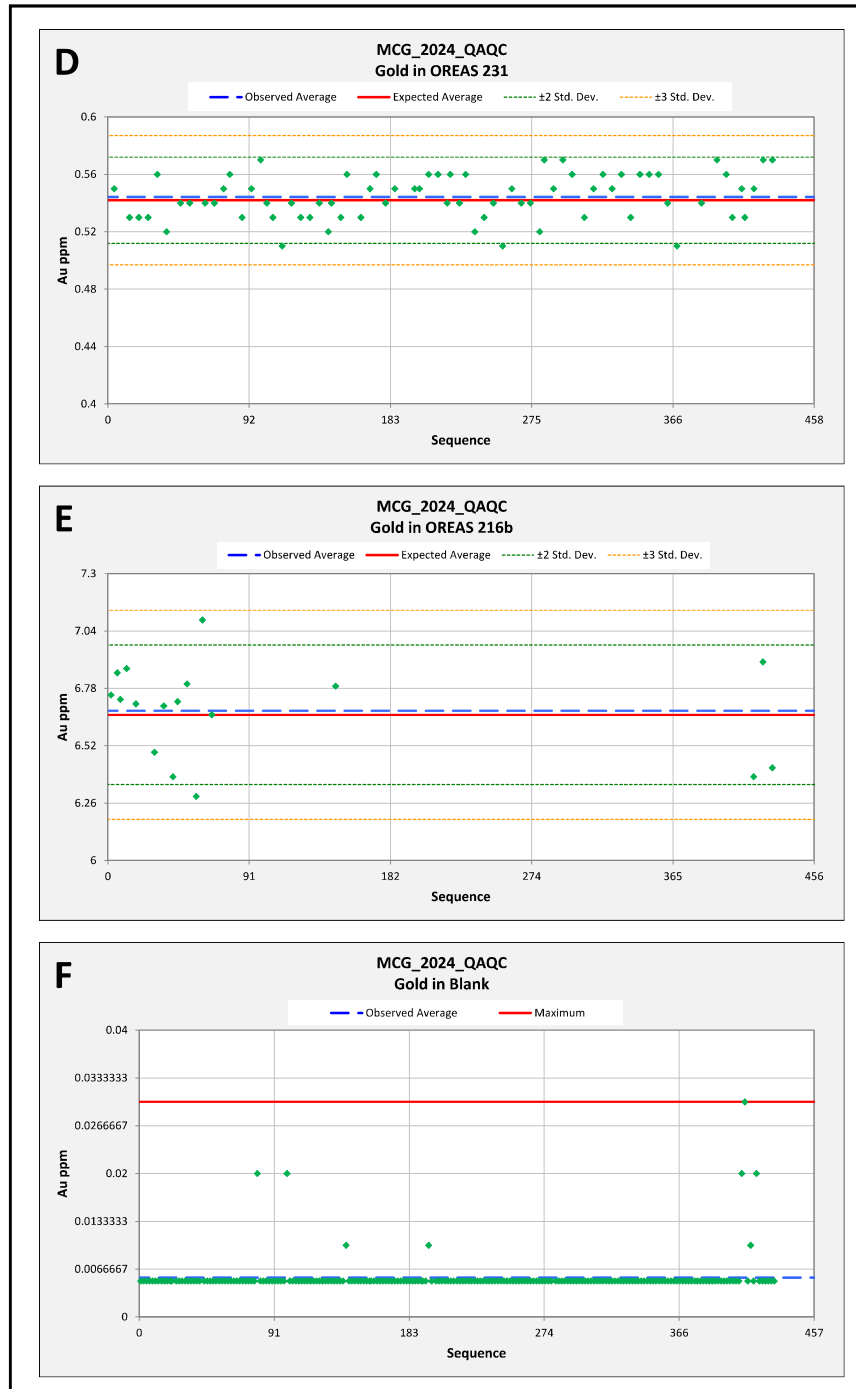 D
MCG_2024_QAQC
Gold in OREAS 231
Observed Average Expected Average ±2 Std. Dev. ±3 Std. Dev.
0.6
0.56
0.52
0.48
0.44
0.4
Au ppm
0 92 183 275 365 458
Sequence
E
MCG_2024_QAQC
Gold in OREAS 216b
Observed Average Expected Average ±2 Std. Dev. ±3 Std. Dev.
7.3
7.04
6.78
6.52
6.26
6
Au ppm
0 91 182 274 365 456
Sequence
F
MCG_2024_QAQC
Gold in Blank
Observed Average Maximum
0.04
0.0333333
0.0266667
0.02
0.0133333
0.0066667
0
Au ppm
0 91 183 274 366 457
Sequence